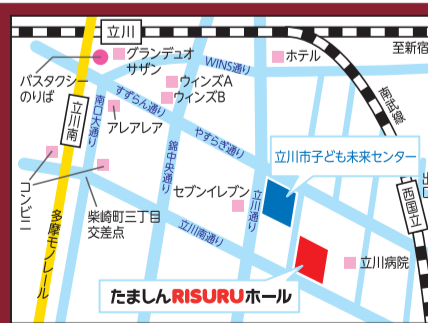 立川
至新宿
グランデュオ
サザン
WINS通り
ホテル
バスタクシー
のりば
ウィンズA
ウィンズB
南武線
立川南
南口大通り
すずらん通り
アレアレア
やすらぎ通り
錦中央通り
立川市子ども未来センター
西国立
出口
コンビニ
セブンイレブン
立川通り
柴崎町三丁目
交差点
立川南通り
多摩モノレール
立川病院
たましんRISURUホール